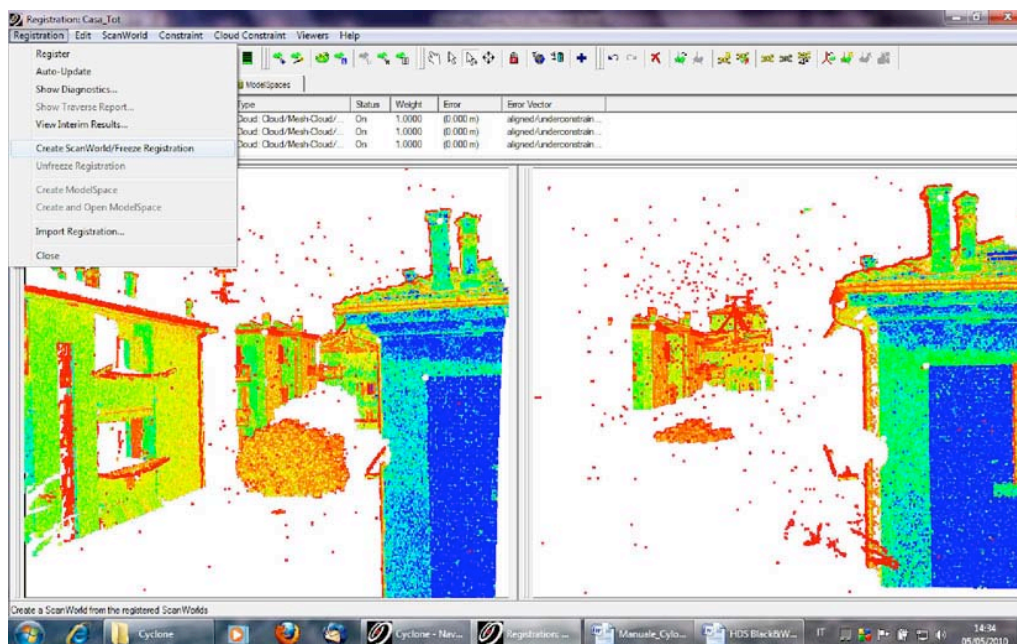 Registration: Casa_Tot
Registration Edit ScanWorld Constraint Cloud Constraint Viewers Help
Register
Auto-Update
Show Diagnostics...
Show Traverse Report...
View Interim Results...
Create ScanWorld/Freeze Registration
Unfreeze Registration
Create ModelSpace
Create and Open ModelSpace
Import Registration...
Close
ModelSpaces
Type Status Weight Error Error Vector
Cloud: Cloud/Mesh-Cloud/... On 1.0000 (0.000 m) aligned/underconstrain...
Cloud: Cloud/Mesh-Cloud/... On 1.0000 (0.000 m) aligned/underconstrain...
Cloud: Cloud/Mesh-Cloud/... On 1.0000 (0.000 m) aligned/underconstrain...
Create a ScanWorld from the registered ScanWorlds
Cyclone Cyclone - Nav... Registration: ... Manuale_Cylo... HDS Black&W... IT 14:34
05/05/2010